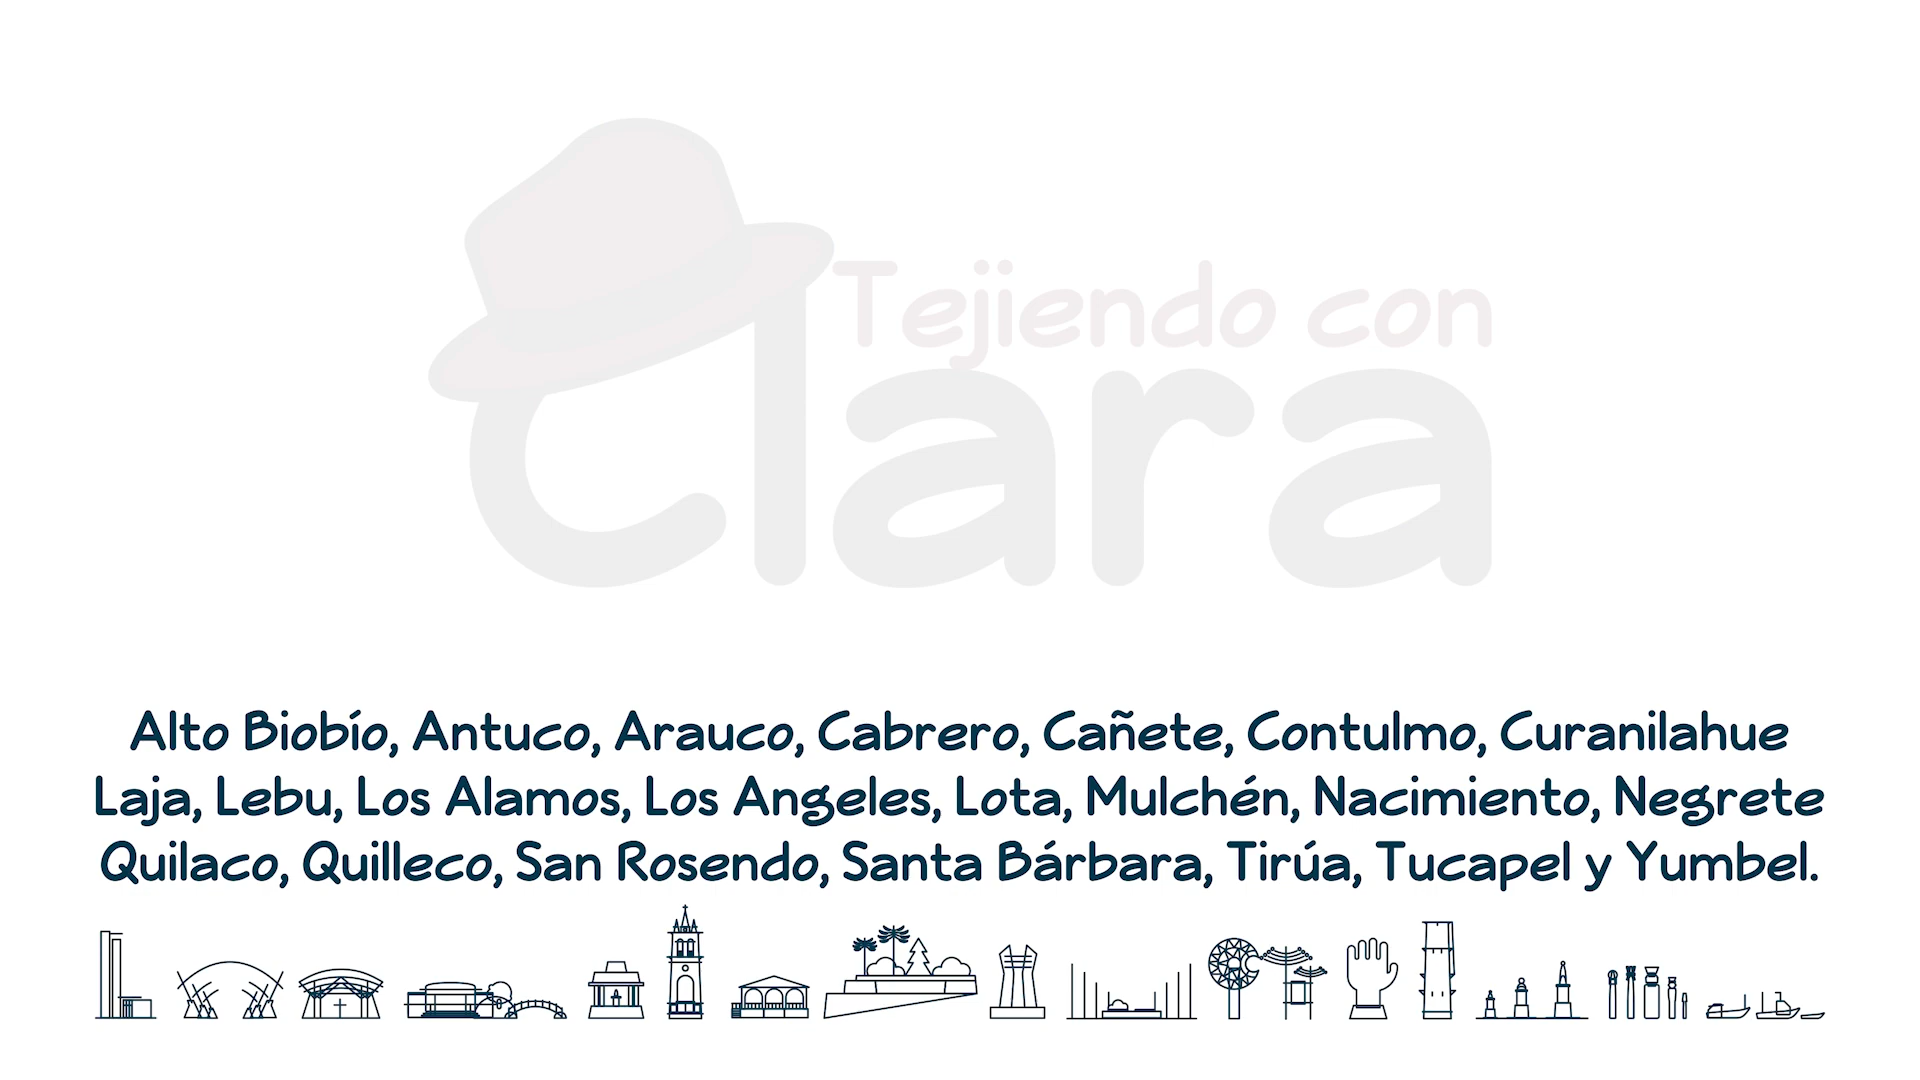 Tejiendo con
Clara
Alto Biobío, Antuco, Arauco, Cabrero, Cañete, Contulmo, Curanilahue
Laja, Lebu, Los Alamos, Los Angeles, Lota, Mulchén, Nacimiento, Negrete
Quilaco, Quilleco, San Rosendo, Santa Bárbara, Tirúa, Tucapel y Yumbel.